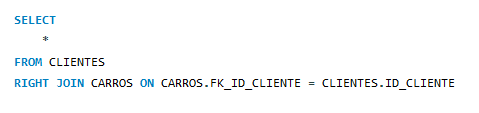 SELECT
*
FROM CLIENTES
RIGHT JOIN CARROS ON CARROS.FK_ID_CLIENTE = CLIENTES.ID_CLIENTE